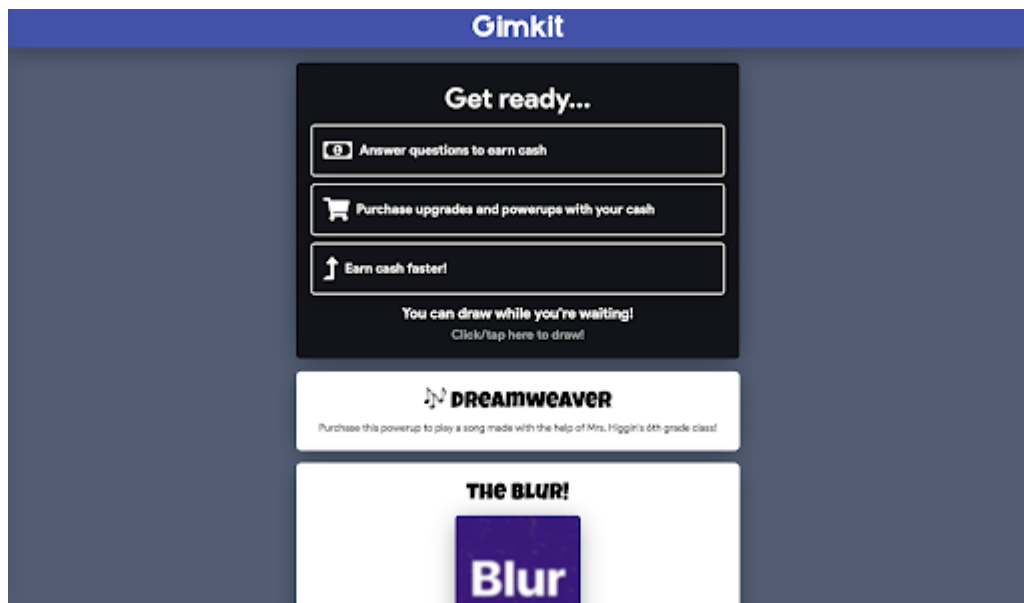 Gimkit
Get ready...
Answer questions to earn cash
Purchase upgrades and powerups with your cash
Earn cash faster!
You can draw while you're waiting!
Click/tap here to draw!
DREAMWEAVER
Purchase this powerup to play a song made with the help of Mrs. Higgin's 6th grade class!
THE BLUR!
Blur